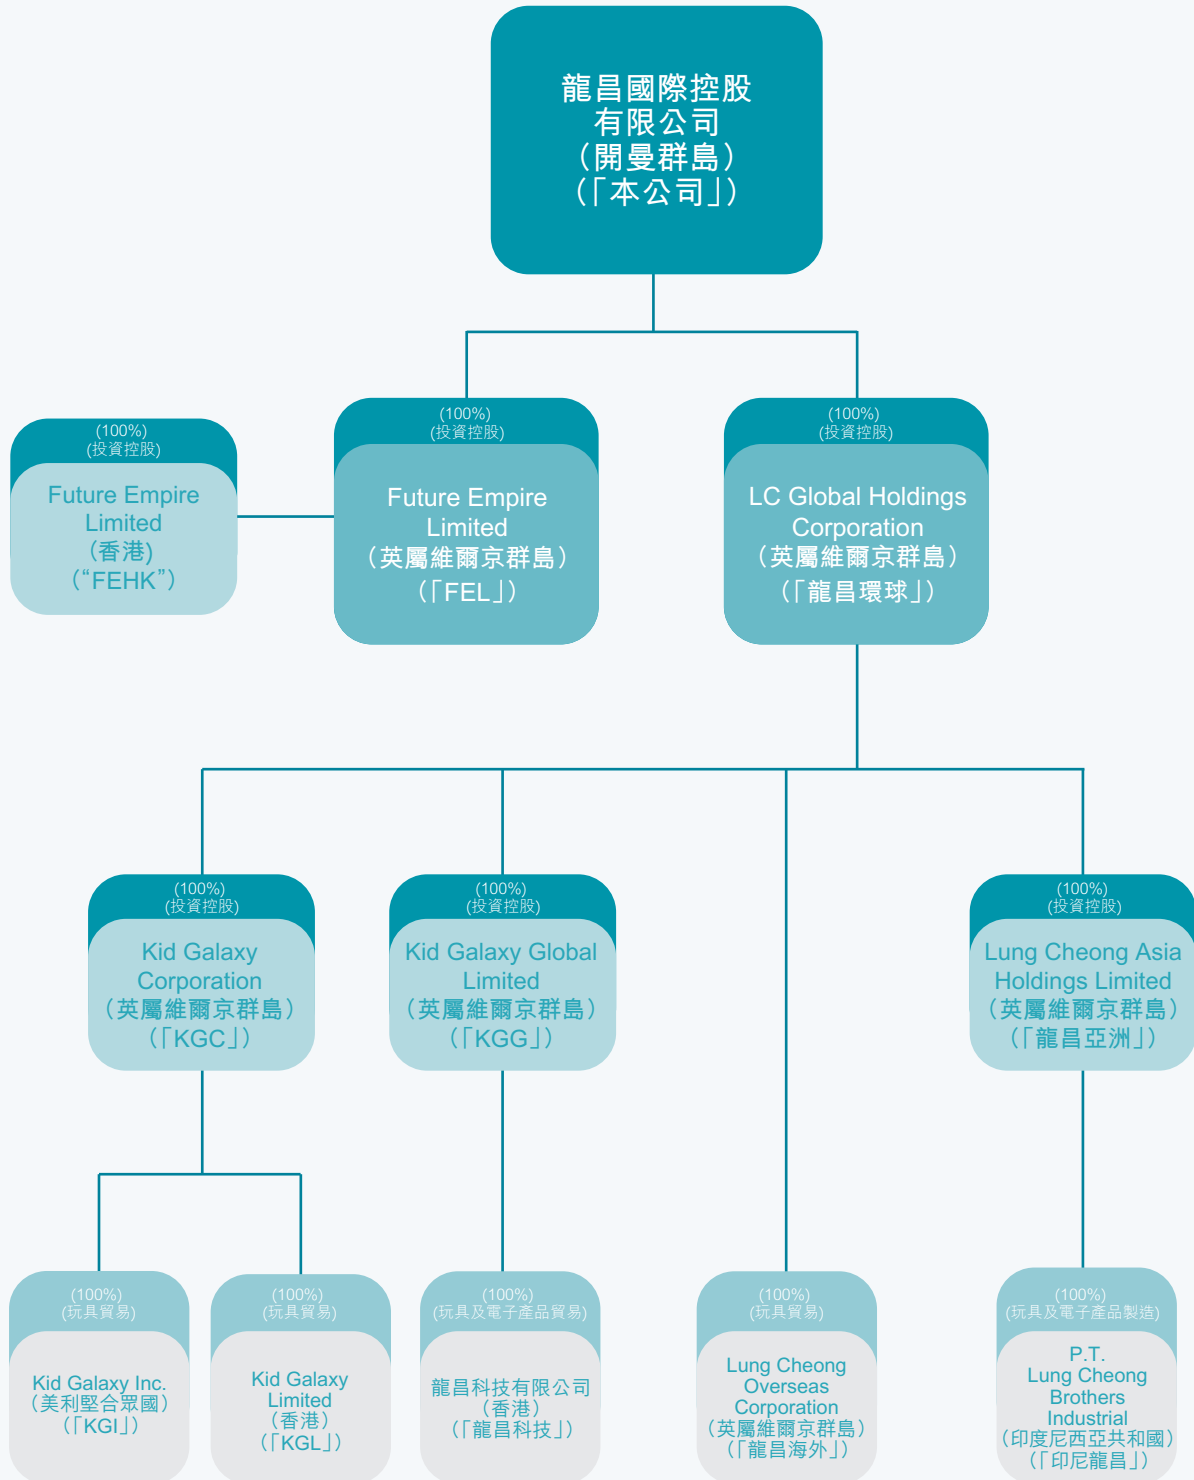 龍昌國際控股
有限公司
（開曼群島）
（「本公司」）
(100%)
(投資控股)
Future Empire
Limited
（香港)
（“FEHK”）
(100%)
(投資控股)
Future Empire
Limited
（英屬維爾京群島）
（「FEL」）
(100%)
(投資控股)
LC Global Holdings
Corporation
（英屬維爾京群島）
（「龍昌環球」）
(100%)
(投資控股)
Kid Galaxy
Corporation
（英屬維爾京群島）
（「KGC」）
(100%)
(投資控股)
Kid Galaxy Global
Limited
（英屬維爾京群島）
（「KGG」）
(100%)
(投資控股)
Lung Cheong Asia
Holdings Limited
（英屬維爾京群島）
（「龍昌亞洲」）
(100%)
(玩具貿易)
Kid Galaxy Inc.
（美利堅合眾國）
（「KGI」）
(100%)
(玩具貿易)
Kid Galaxy
Limited
（香港）
（「KGL」）
(100%)
(玩具及電子產品貿易)
龍昌科技有限公司
（香港）
（「龍昌科技」）
(100%)
(玩具貿易)
Lung Cheong
Overseas
Corporation
（英屬維爾京群島）
（「龍昌海外」）
(100%)
(玩具及電子產品製造)
P.T.
Lung Cheong
Brothers
Industrial
（印度尼西亞共和國）
（「印尼龍昌」）